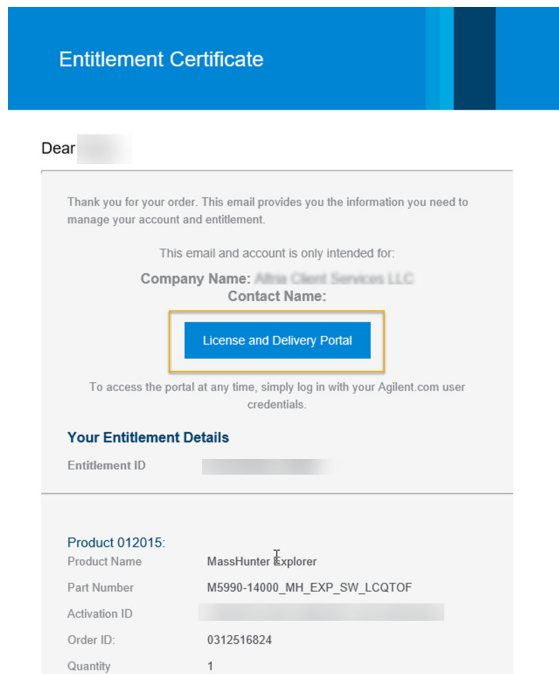 Entitlement Certificate
Dear
Thank you for your order. This email provides you the information you need to
manage your account and entitlement.
This email and account is only intended for:
Company Name:
Contact Name:
License and Delivery Portal
To access the portal at any time, simply log in with your Agilent.com user
credentials.
Your Entitlement Details
Entitlement ID
Product 012015:
Product Name MassHunter Explorer
Part Number M5990-14000_MH_EXP_SW_LCQTOF
Activation ID
Order ID: 0312516824
Quantity 1